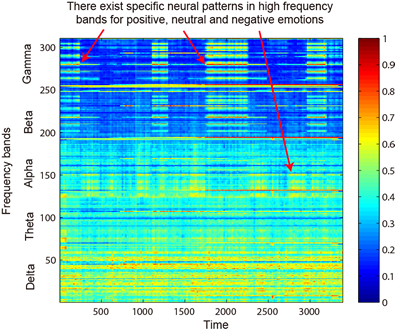 There exist specific neural patterns in high frequency
bands for positive, neutral and negative emotions
Frequency bands
Gamma
Beta
Alpha
Theta
Delta
300
250
200
150
100
50
500 1000 1500 2000 2500 3000
Time
1
0.9
0.8
0.7
0.6
0.5
0.4
0.3
0.2
0.1
0